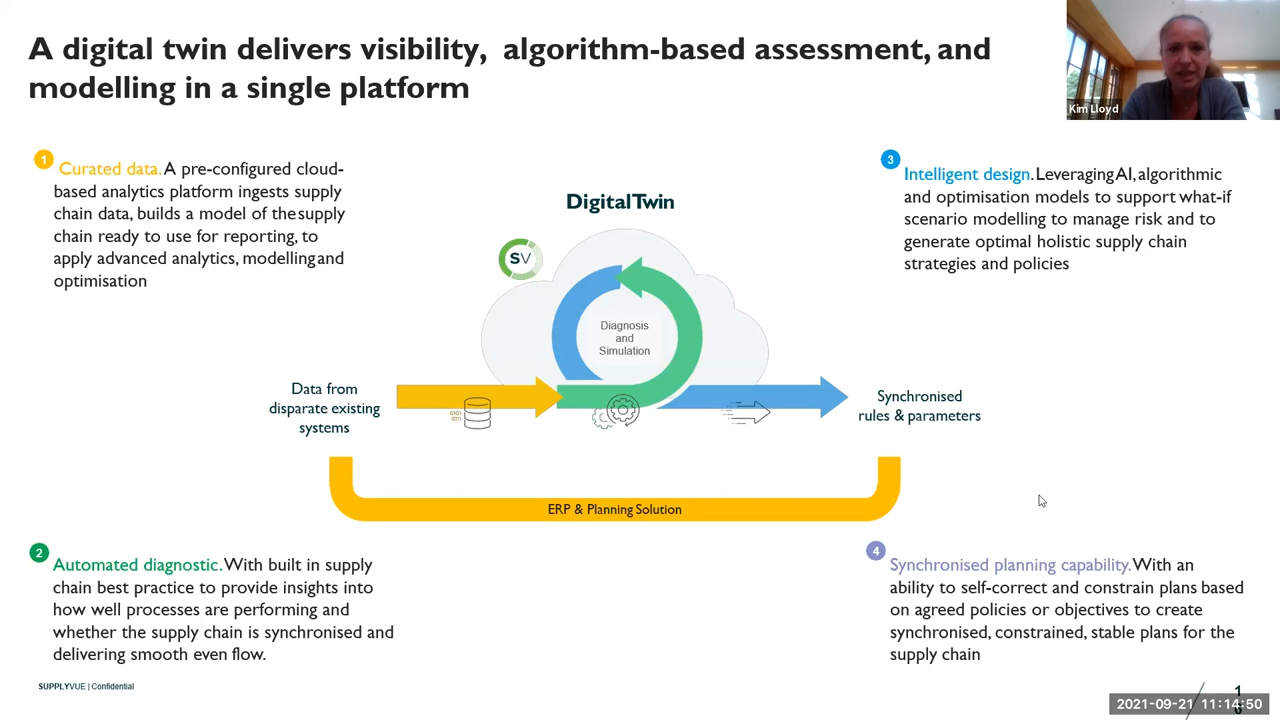 A digital twin delivers visibility, algorithm-based assessment, and
modelling in a single platform
Kim Lloyd
1
Curated data. A pre-configured cloud-
based analytics platform ingests supply
chain data, builds a model of the supply
chain ready to use for reporting, to
apply advanced analytics, modelling and
optimisation
3
Intelligent design. Leveraging AI, algorithmic
and optimisation models to support what-if
scenario modelling to manage risk and to
generate optimal holistic supply chain
strategies and policies
Digital Twin
SV
Diagnosis
and
Simulation
Data from
disparate existing
systems
Synchronised
rules & parameters
ERP & Planning Solution
2
Automated diagnostic. With built in supply
chain best practice to provide insights into
how well processes are performing and
whether the supply chain is synchronised and
delivering smooth even flow.
4
Synchronised planning capability. With an
ability to self-correct and constrain plans based
on agreed policies or objectives to create
synchronised, constrained, stable plans for the
supply chain
SUPPLYVUE | Confidential
1
2021-09-21 11:14:50